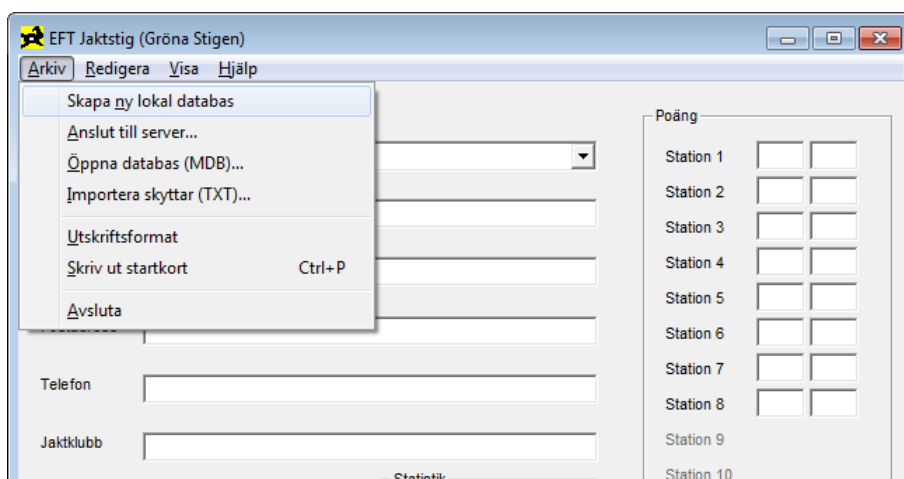 EFT Jaktstig (Gröna Stigen)
Arkiv Redigera Visa Hjälp
Skapa ny lokal databas
Anslut till server...
Öppna databas (MDB)...
Importera skyttar (TXT)...
Utskriftsformat
Skriv ut startkort Ctrl+P
Avsluta
Telefon
Jaktklubb
Statistik
Poäng
Station 1
Station 2
Station 3
Station 4
Station 5
Station 6
Station 7
Station 8
Station 9
Station 10